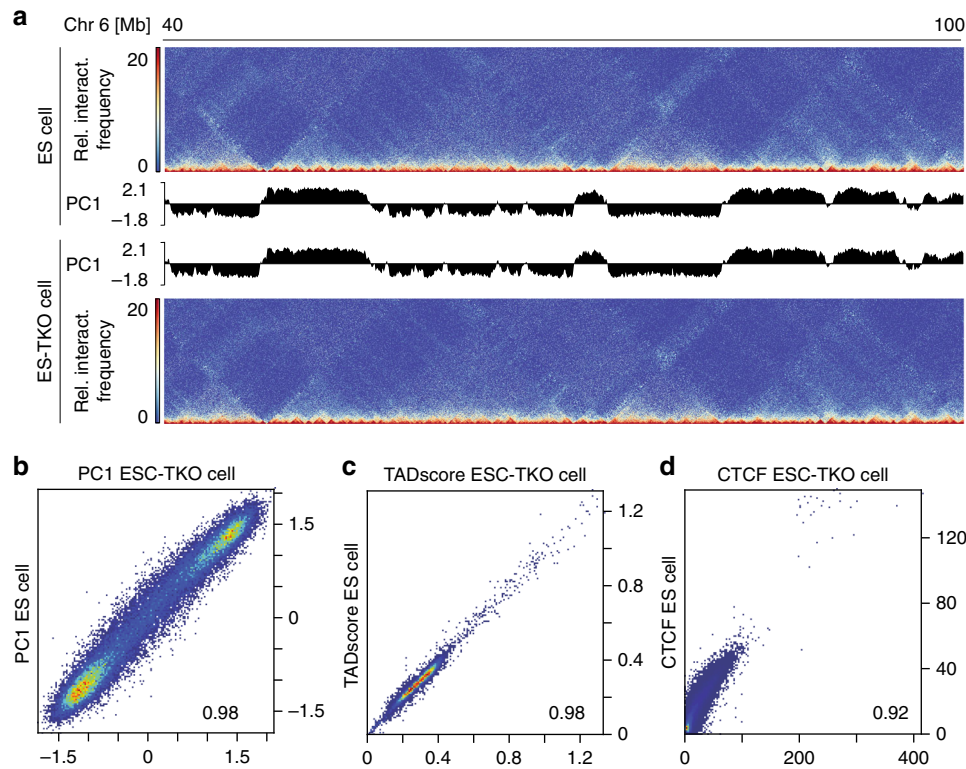 a
Chr 6 [Mb] 40 100
ES cell
Rel. interact. frequency
20
0
PC1
2.1
−1.8
ES-TKO cell
PC1
2.1
−1.8
Rel. interact. frequency
20
0
b
PC1 ESC-TKO cell
PC1 ES cell
1.5
0
−1.5
0.98
−1.5 0 1.5
c
TADscore ESC-TKO cell
TADscore ES cell
1.2
0.8
0.4
0
0.98
0 0.4 0.8 1.2
d
CTCF ESC-TKO cell
CTCF ES cell
120
80
40
0
0.92
0 200 400